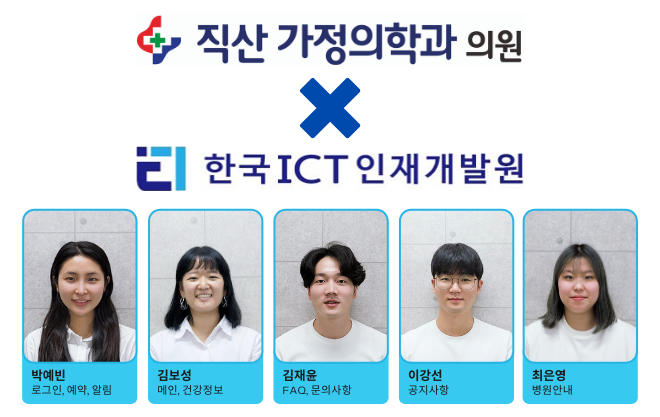 직산 가정의학과 의원
한국 ICT 인재개발원
박예빈
로그인, 예약, 알림
김보성
메인, 건강정보
김재윤
FAQ, 문의사항
이강선
공지사항
최은영
병원안내